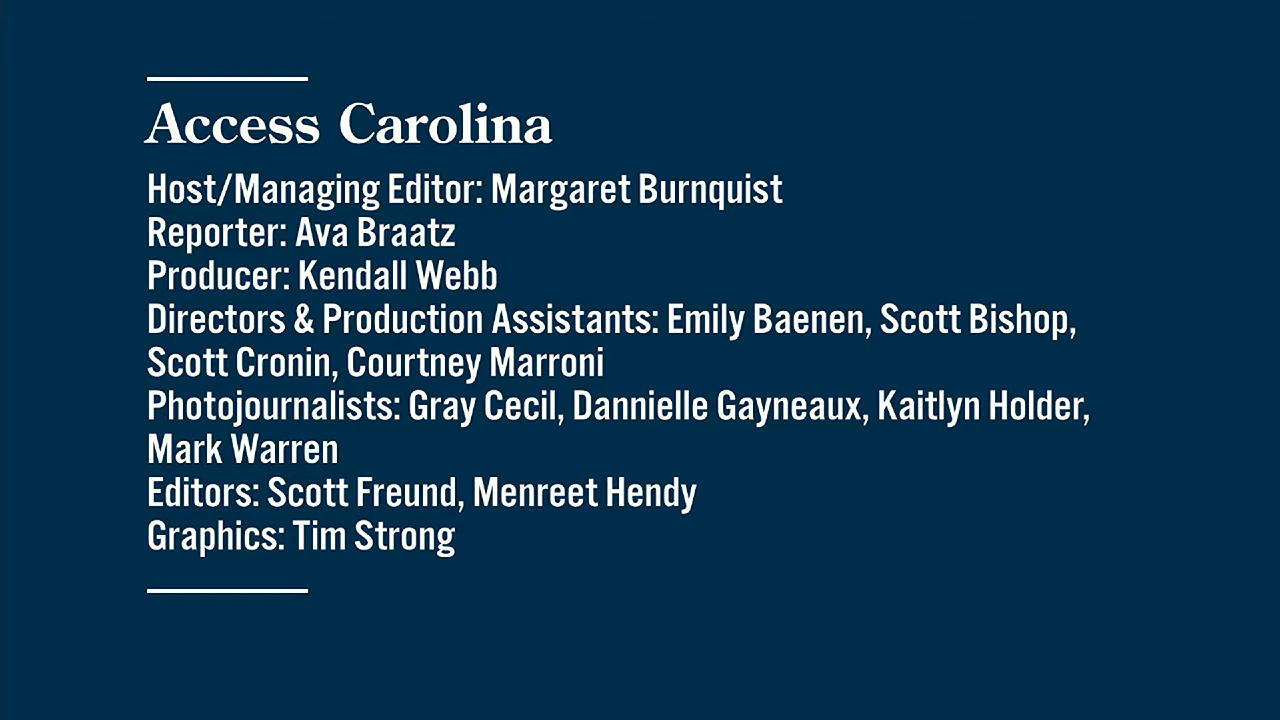 Access Carolina
Host/Managing Editor: Margaret Burnquist
Reporter: Ava Braatz
Producer: Kendall Webb
Directors & Production Assistants: Emily Baenen, Scott Bishop,
Scott Cronin, Courtney Marroni
Photojournalists: Gray Cecil, Dannielle Gayneaux, Kaitlyn Holder,
Mark Warren
Editors: Scott Freund, Menreet Hendy
Graphics: Tim Strong